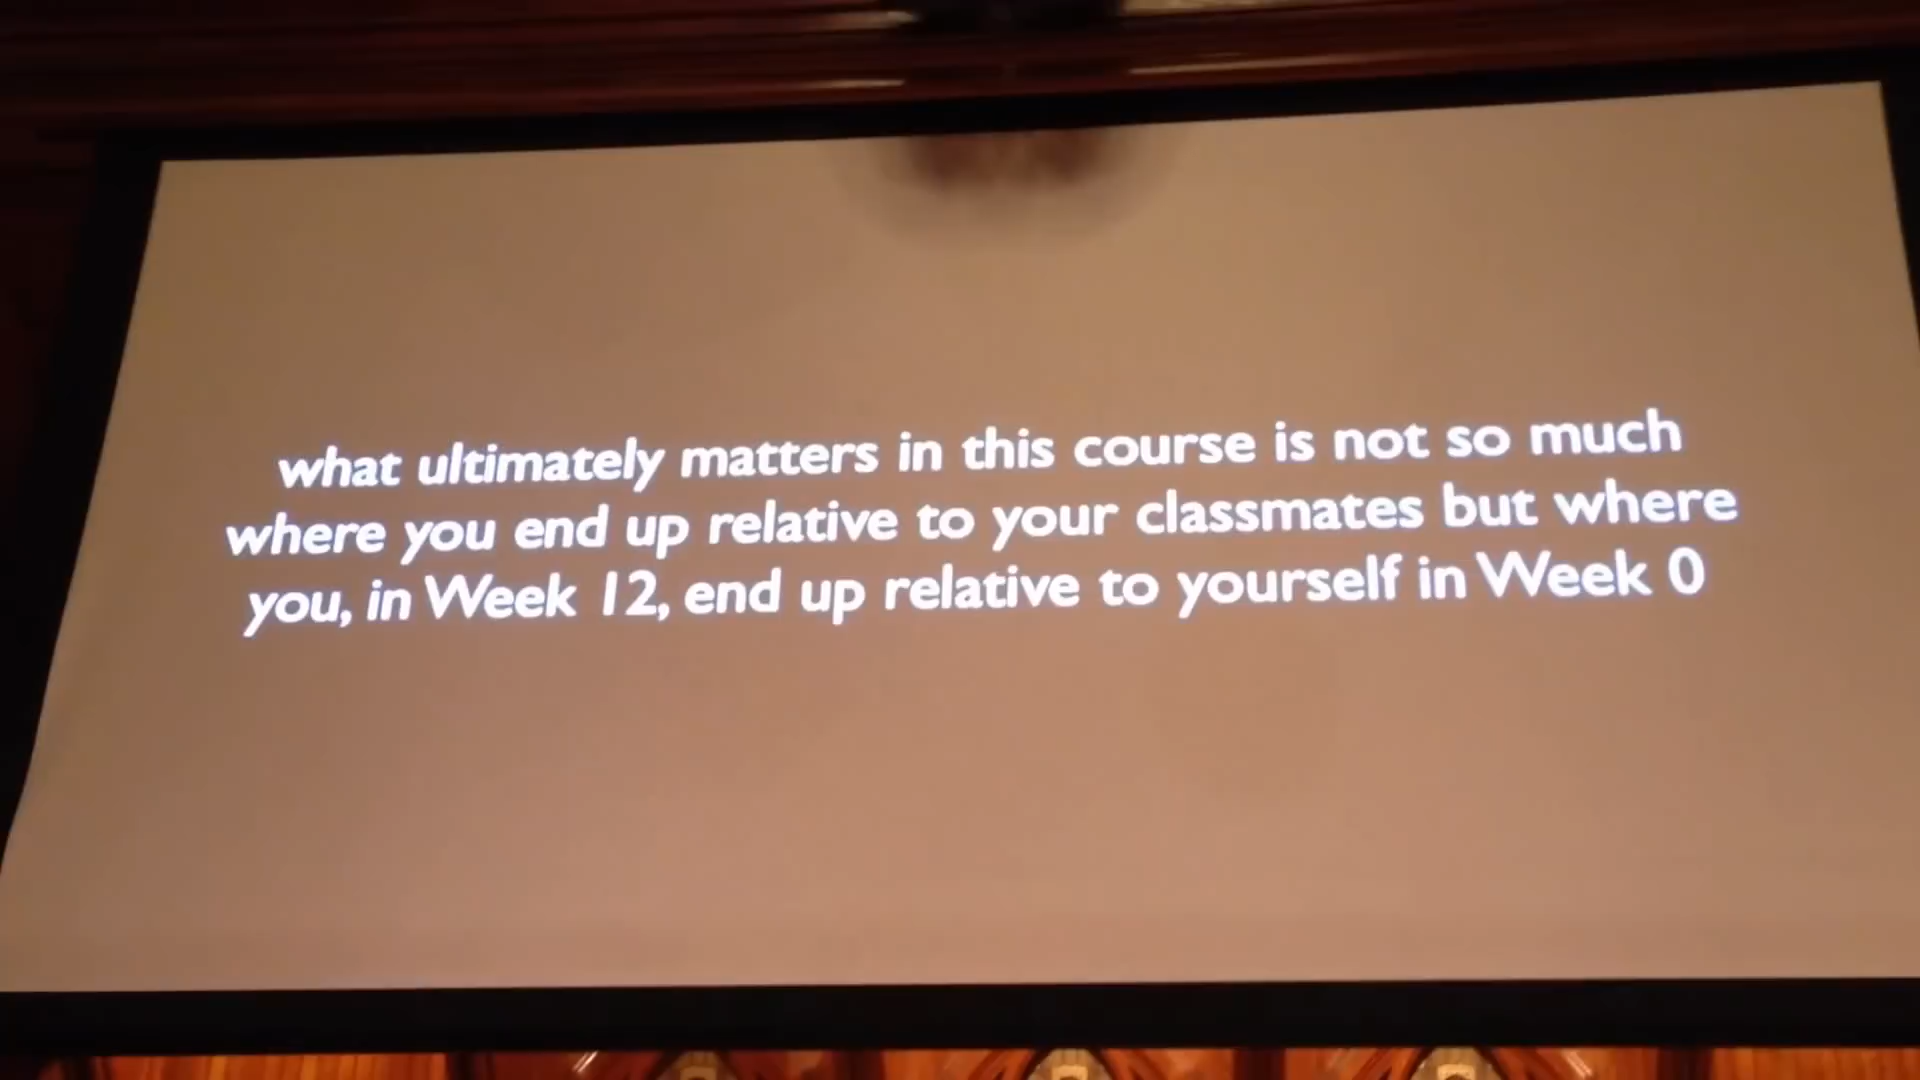 what ultimately matters in this course is not so much
where you end up relative to your classmates but where
you, in Week 12, end up relative to yourself in Week 0